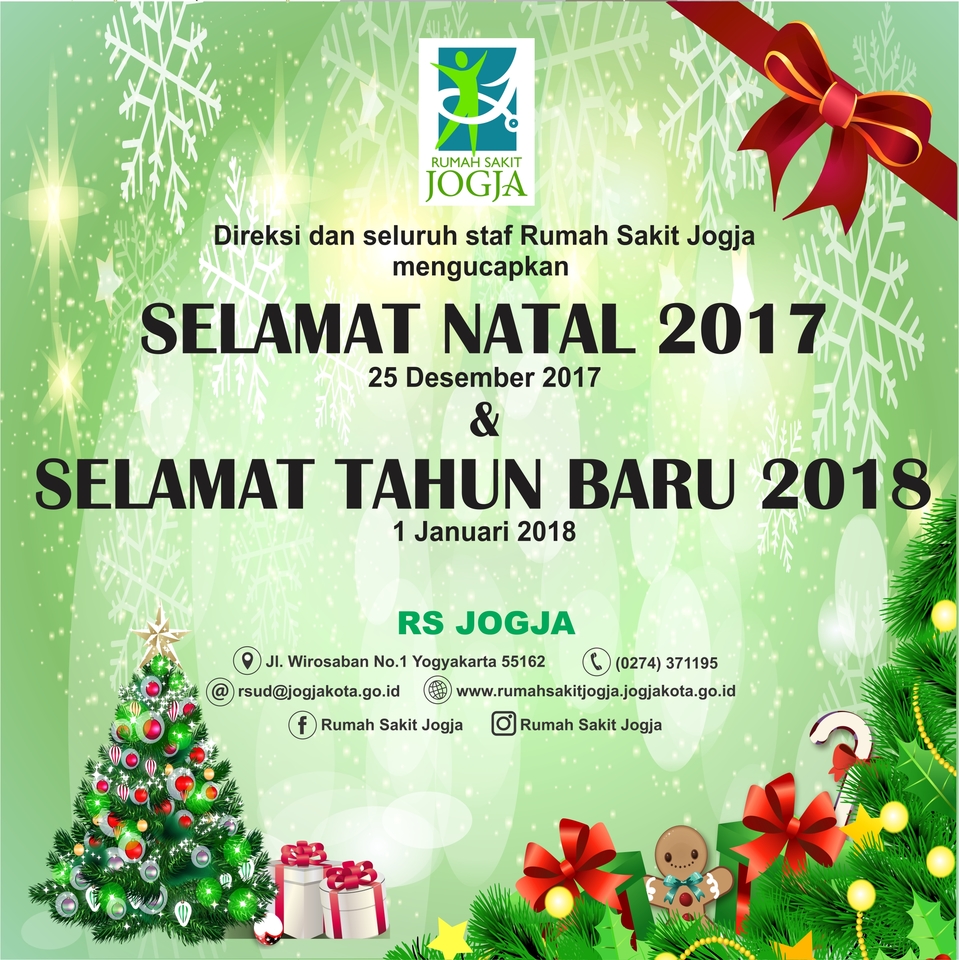 RUMAH SAKIT
JOGJA
Direksi dan seluruh staf Rumah Sakit Jogja
mengucapkan
SELAMAT NATAL 2017
25 Desember 2017
&
SELAMAT TAHUN BARU 2018
1 Januari 2018
RS JOGJA
Jl. Wirosaban No.1 Yogyakarta 55162 (0274) 371195
rsud@jogjakota.go.id www.rumahsakitjogja.jogjakota.go.id
Rumah Sakit Jogja Rumah Sakit Jogja